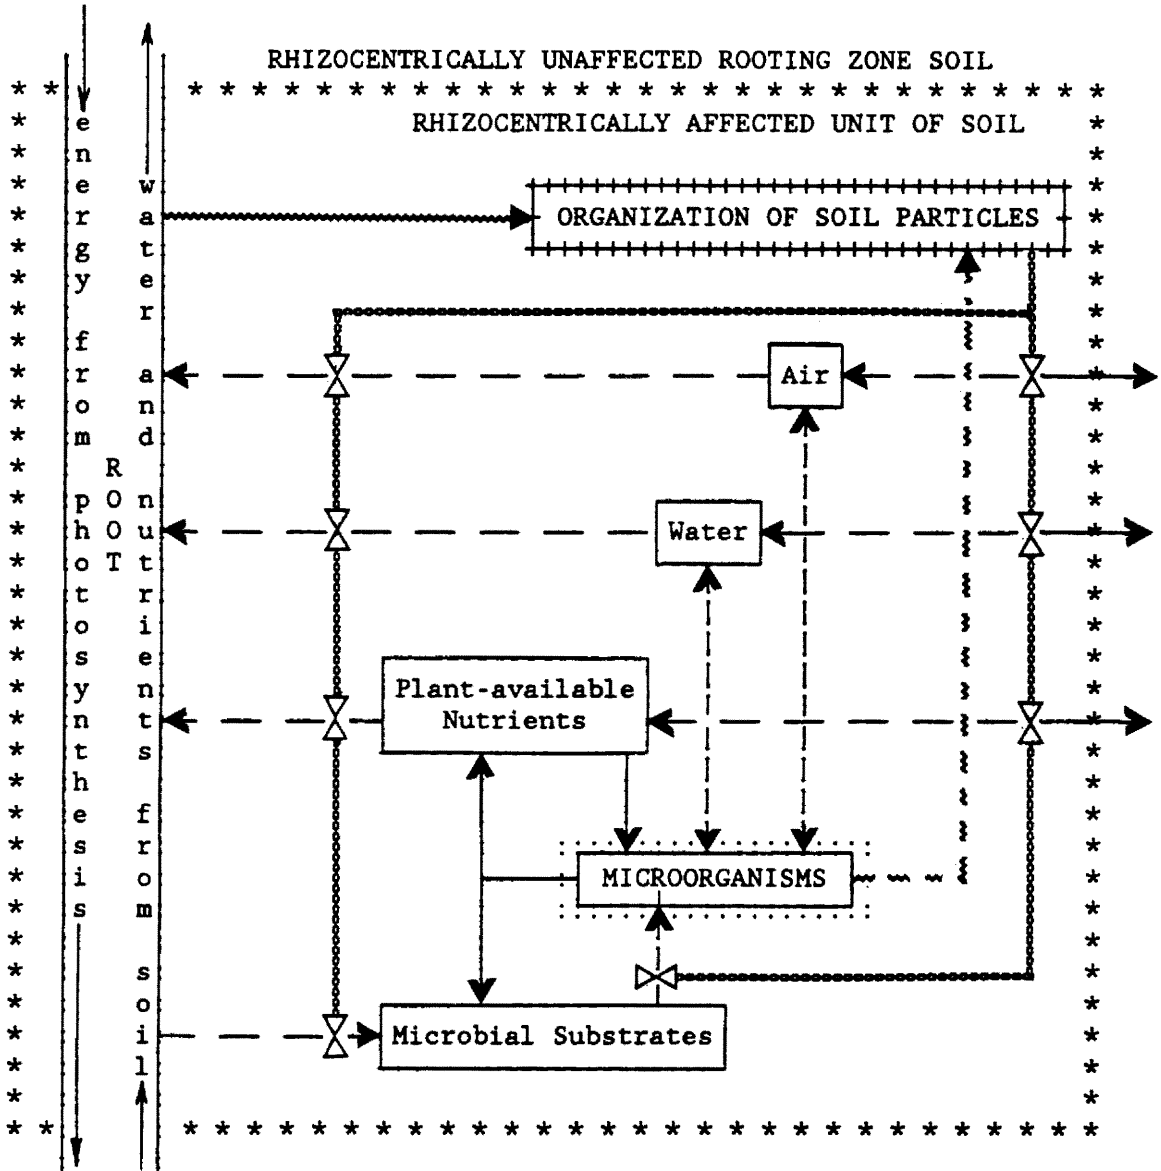 RHIZOCENTRICALLY UNAFFECTED ROOTING ZONE SOIL
RHIZOCENTRICALLY AFFECTED UNIT OF SOIL
energy from photosynthesis
ROOT
water and nutrients from soil
ORGANIZATION OF SOIL PARTICLES
Air
Water
Plant-available
Nutrients
MICROORGANISMS
Microbial Substrates